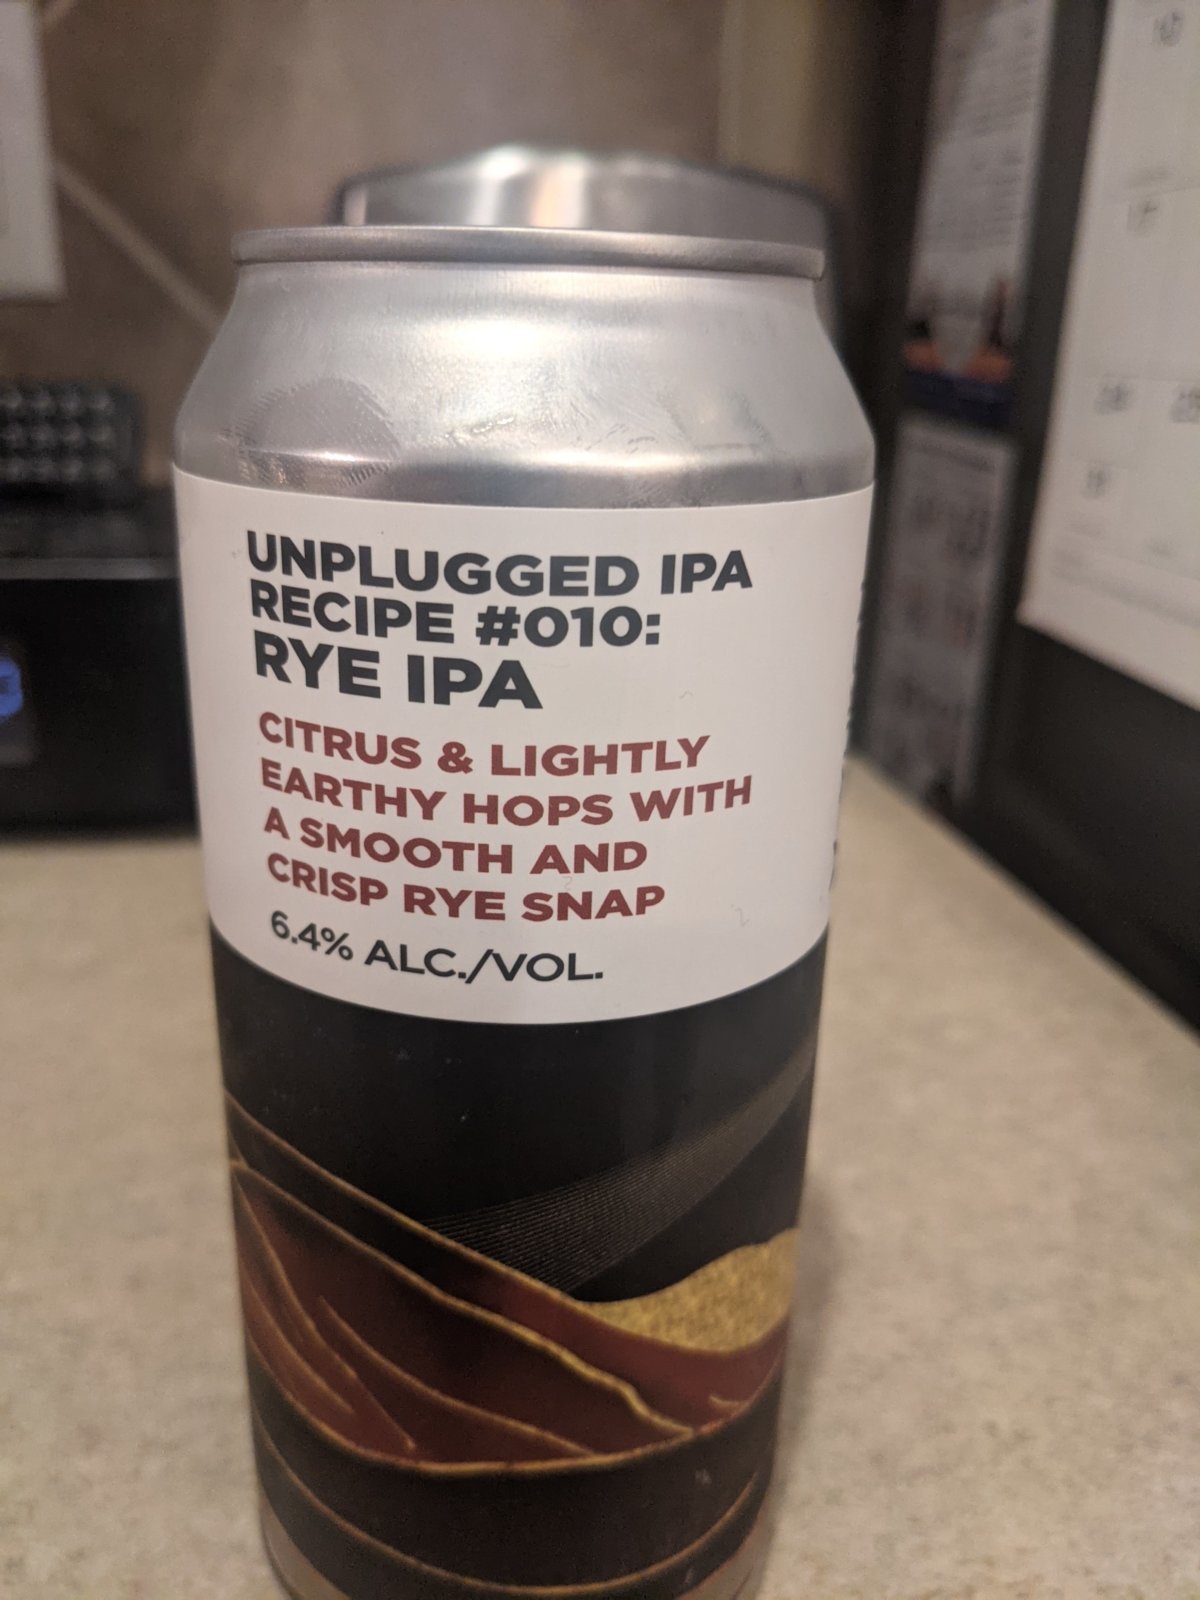 UNPLUGGED IPA
RECIPE #010:
RYE IPA
CITRUS & LIGHTLY
EARTHY HOPS WITH
A SMOOTH AND
CRISP RYE SNAP
6.4% ALC./VOL.